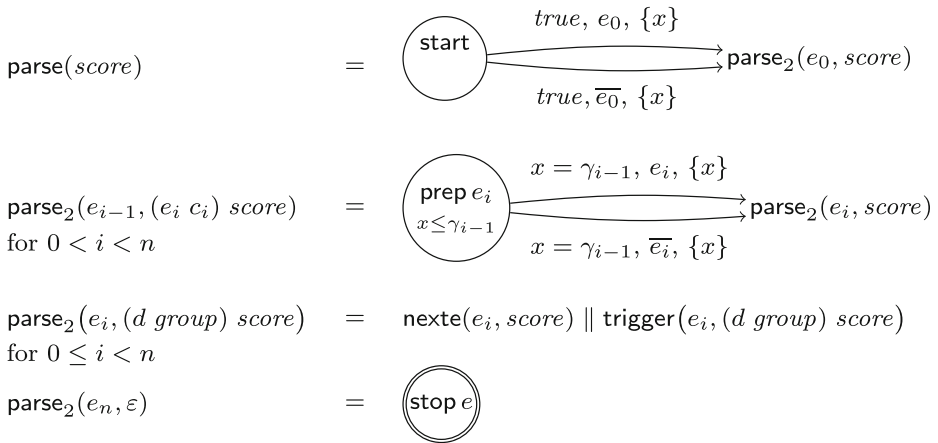 true, e₀, {x}
parse(score) = start parse₂(e₀, score)
true, e̅₀̅, {x}
x = γᵢ₋₁, eᵢ, {x}
parse₂(eᵢ₋₁, (eᵢ cᵢ) score) = prep eᵢ parse₂(eᵢ, score)
x≤γᵢ₋₁
for 0 < i < n
x = γᵢ₋₁, e̅ᵢ̅, {x}
parse₂(eᵢ, (d group) score) = nexte(eᵢ, score) ∥ trigger(eᵢ, (d group) score)
for 0 ≤ i < n
parse₂(eₙ, ε) = stop e